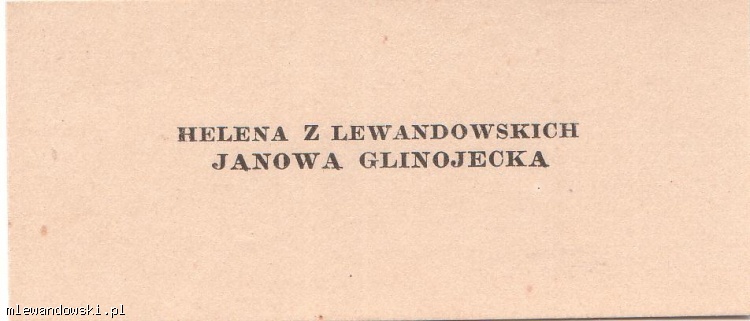 HELENA Z LEWANDOWSKICH
JANOWA GLINOJECKA
mlewandowski.pl